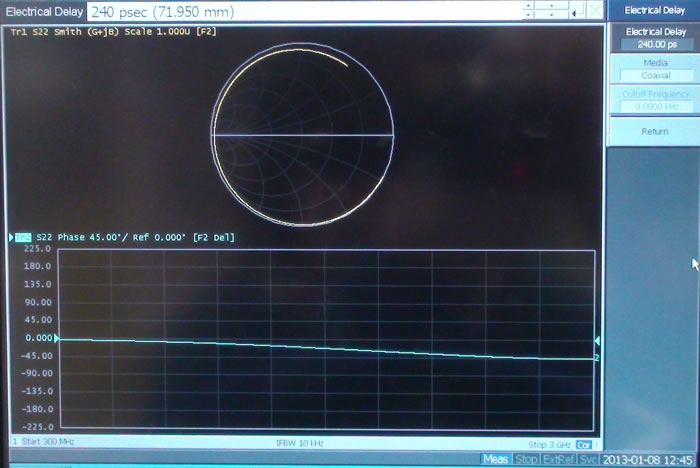 Electrical Delay 240 psec (71.950 mm)
Electrical Delay
Tr1 S22 Smith (G+jB) Scale 1.000U [F2]
Electrical Delay
240.00 ps
Media
Coaxial
Cutoff Frequency
0.0000 kHz
Return
Tr2 S22 Phase 45.00°/ Ref 0.000° [F2 Del]
225.0
180.0
135.0
90.00
45.00
0.000
-45.00
2
-90.00
-135.0
-180.0
-225.0
1 Start 300 MHz IFBW 10 kHz Stop 3 GHz Cor !
Meas Stop ExtRef Svc 2013-01-08 12:45